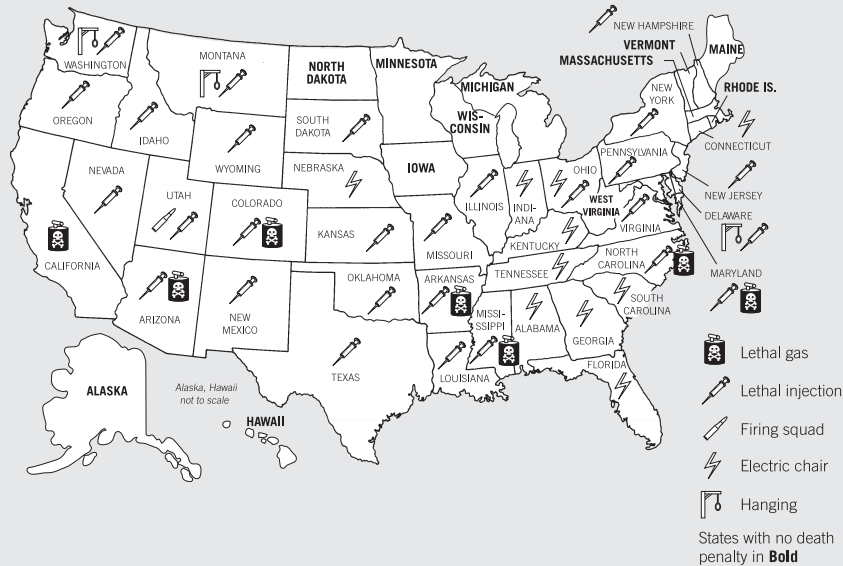 NEW HAMPSHIRE
VERMONT
MASSACHUSETTS
MAINE
WASHINGTON
MONTANA
NORTH
DAKOTA
MINNESOTA
MICHIGAN
RHODE IS.
OREGON
IDAHO
SOUTH
DAKOTA
WIS-
CONSIN
NEW
YORK
CONNECTICUT
WYOMING
NEBRASKA
IOWA
PENNSYLVANIA
NEVADA
UTAH
COLORADO
ILLINOIS
INDI-
ANA
OHIO
WEST
VIRGINIA
NEW JERSEY
DELAWARE
CALIFORNIA
KANSAS
MISSOURI
KENTUCKY
VIRGINIA
MARYLAND
ARIZONA
NEW
MEXICO
OKLAHOMA
ARKANSAS
TENNESSEE
NORTH
CAROLINA
SOUTH
CAROLINA
MISSI-
SSIPPI
ALABAMA
GEORGIA
TEXAS
LOUISIANA
FLORIDA
ALASKA
Alaska, Hawaii
not to scale
HAWAII
Lethal gas
Lethal injection
Firing squad
Electric chair
Hanging
States with no death
penalty in Bold